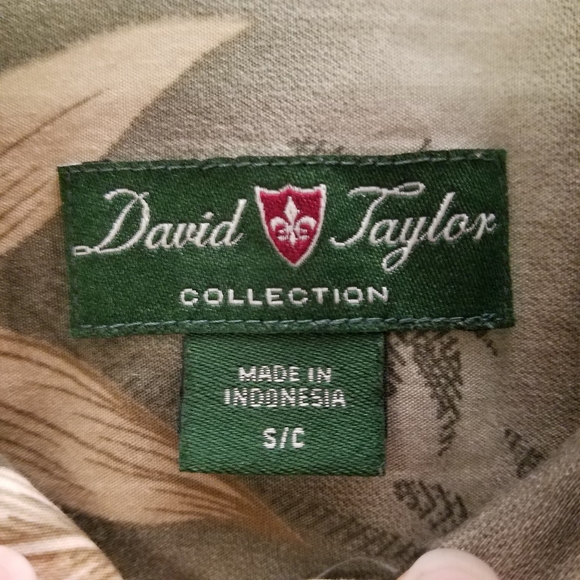 David Taylor
COLLECTION
MADE IN
INDONESIA
S/C